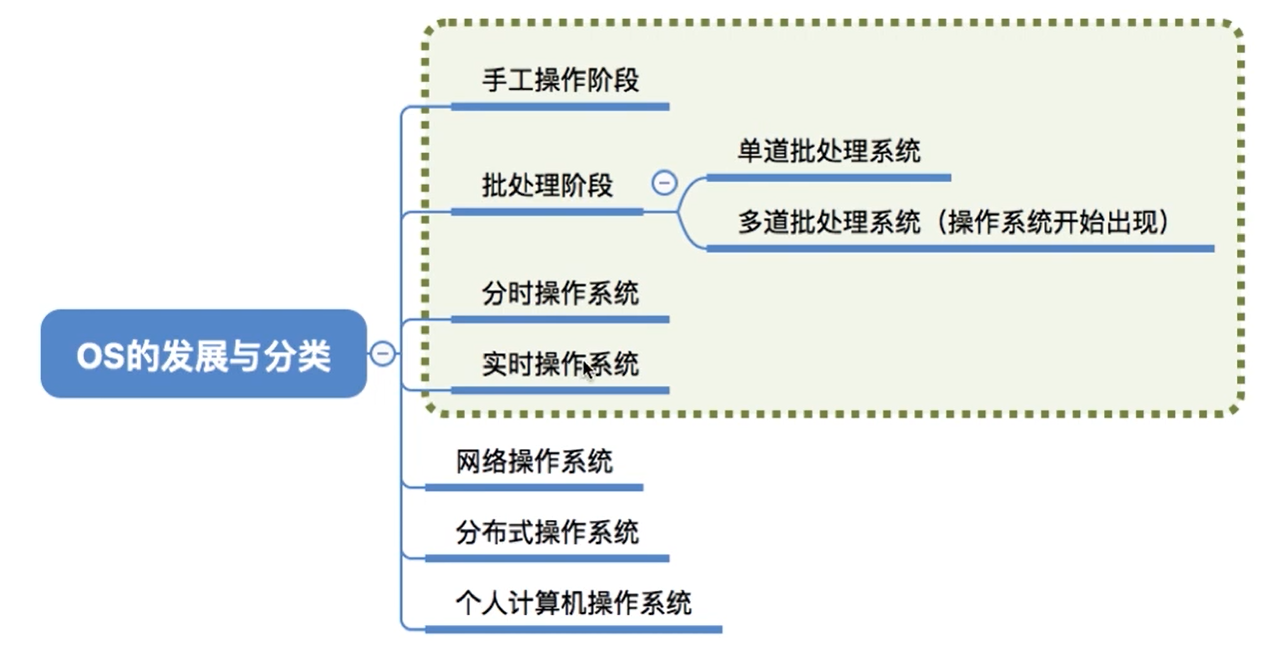 手工操作阶段
单道批处理系统
批处理阶段
多道批处理系统（操作系统开始出现）
分时操作系统
OS的发展与分类
实时操作系统
网络操作系统
分布式操作系统
个人计算机操作系统